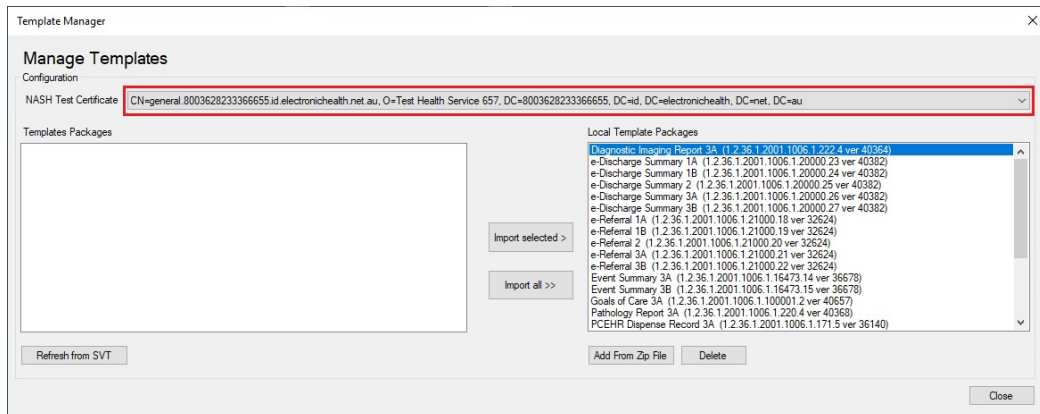 Template Manager
Manage Templates
Configuration
NASH Test Certificate
CN=general.8003628233366655.id.electronichealth.net.au, O=Test Health Service 657, DC=8003628233366655, DC=id, DC=electronichealth, DC=net, DC=au
Templates Packages
Local Template Packages
Diagnostic Imaging Report 3A (1.2.36.1.2001.1006.1.222.4 ver 40364)
e-Discharge Summary 1A (1.2.36.1.2001.1006.1.20000.23 ver 40382)
e-Discharge Summary 1B (1.2.36.1.2001.1006.1.20000.24 ver 40382)
e-Discharge Summary 2 (1.2.36.1.2001.1006.1.20000.25 ver 40382)
e-Discharge Summary 3A (1.2.36.1.2001.1006.1.20000.26 ver 40382)
e-Discharge Summary 3B (1.2.36.1.2001.1006.1.20000.27 ver 40382)
e-Referral 1A (1.2.36.1.2001.1006.1.21000.18 ver 32624)
e-Referral 1B (1.2.36.1.2001.1006.1.21000.19 ver 32624)
e-Referral 2 (1.2.36.1.2001.1006.1.21000.20 ver 32624)
e-Referral 3A (1.2.36.1.2001.1006.1.21000.21 ver 32624)
e-Referral 3B (1.2.36.1.2001.1006.1.21000.22 ver 32624)
Event Summary 3A (1.2.36.1.2001.1006.1.16473.14 ver 36678)
Event Summary 3B (1.2.36.1.2001.1006.1.16473.15 ver 36678)
Goals of Care 3A (1.2.36.1.2001.1006.1.100001.2 ver 40657)
Pathology Report 3A (1.2.36.1.2001.1006.1.220.4 ver 40368)
PCEHR Dispense Record 3A (1.2.36.1.2001.1006.1.171.5 ver 36140)
Import selected >
Import all >>
Refresh from SVT
Add From Zip File
Delete
Close